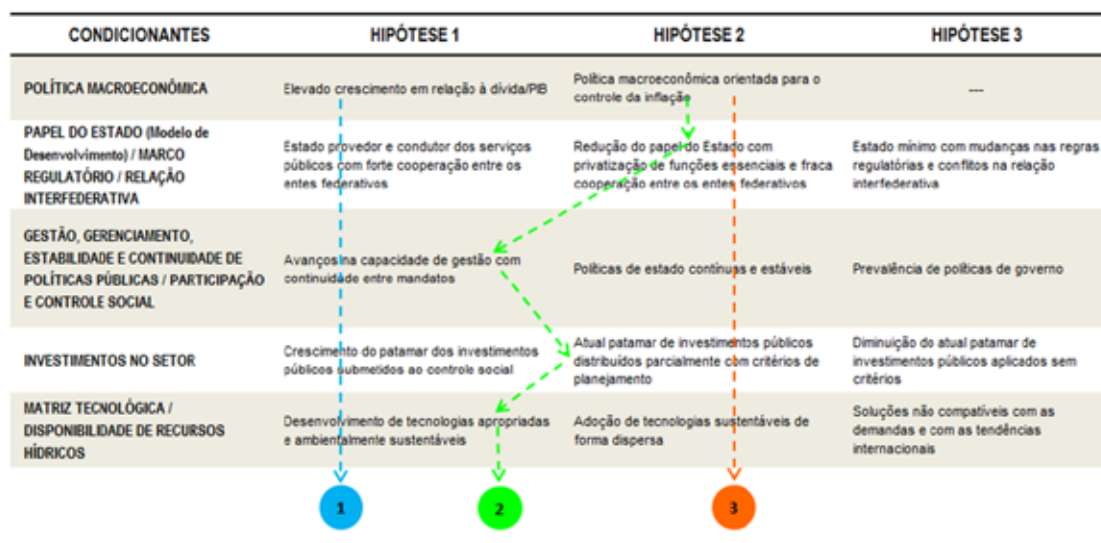 CONDICIONANTES
HIPÓTESE 1
HIPÓTESE 2
HIPÓTESE 3
POLÍTICA MACROECONÔMICA
Elevado crescimento em relação à dívida/PIB
Política macroeconômica orientada para o
controle da inflação
---
PAPEL DO ESTADO (Modelo de
Desenvolvimento) / MARCO
REGULATÓRIO / RELAÇÃO
INTERFEDERATIVA
Estado provedor e condutor dos serviços
públicos com forte cooperação entre os
entes federativos
Redução do papel do Estado com
privatização de funções essenciais e fraca
cooperação entre os entes federativos
Estado mínimo com mudanças nas regras
regulatórias e conflitos na relação
interfederativa
GESTÃO, GERENCIAMENTO,
ESTABILIDADE E CONTINUIDADE DE
POLÍTICAS PÚBLICAS / PARTICIPAÇÃO
E CONTROLE SOCIAL
Avanços na capacidade de gestão com
continuidade entre mandatos
Políticas de estado contínuas e estáveis
Prevalência de políticas de governo
INVESTIMENTOS NO SETOR
Crescimento do patamar dos investimentos
públicos submetidos ao controle social
Atual patamar de investimentos públicos
distribuídos parcialmente com critérios de
planejamento
Diminuição do atual patamar de
investimentos públicos aplicados sem
critérios
MATRIZ TECNOLÓGICA /
DISPONIBILIDADE DE RECURSOS
HÍDRICOS
Desenvolvimento de tecnologias apropriadas
e ambientalmente sustentáveis
Adoção de tecnologias sustentáveis de
forma dispersa
Soluções não compatíveis com as
demandas e com as tendências
internacionais
1
2
3